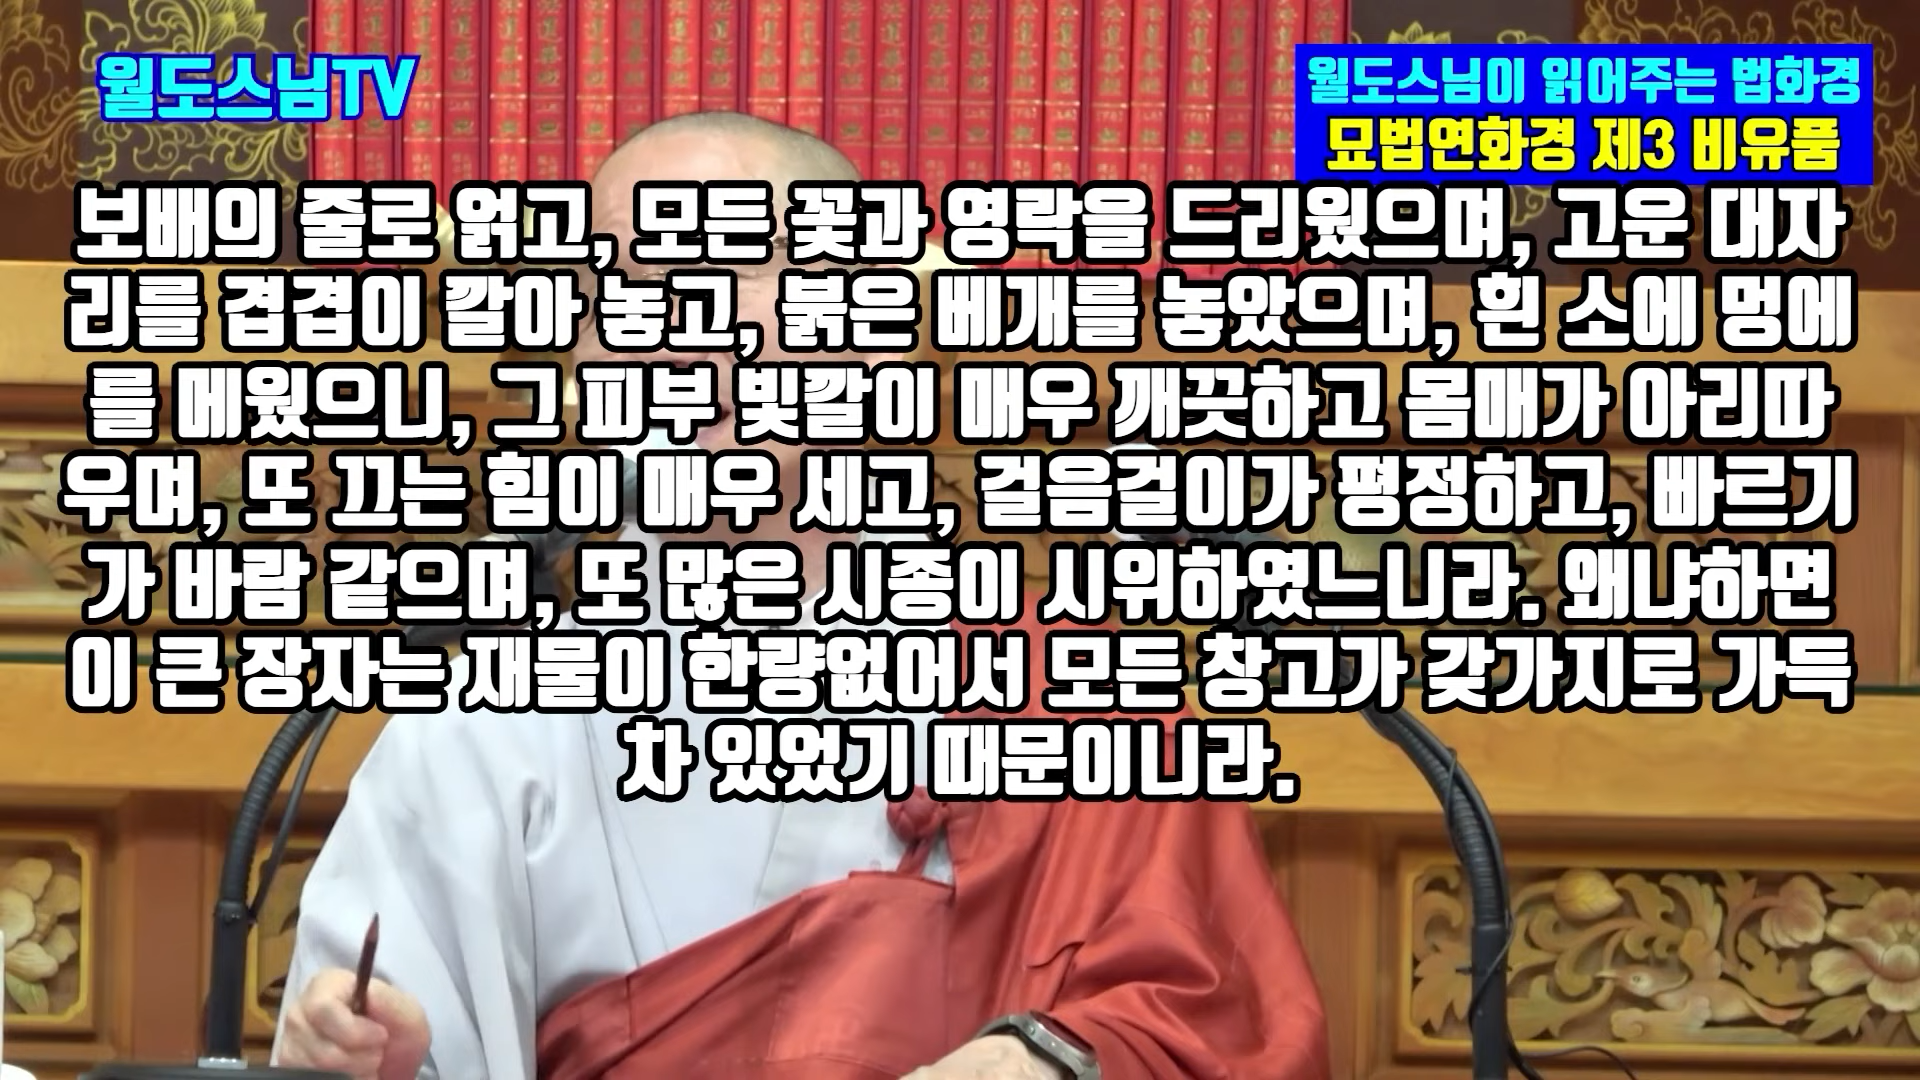 월도스님TV
월도스님이 읽어주는 법화경
묘법연화경 제3 비유품
보배의 줄로 얽고, 모든 꽃과 영락을 드리웠으며, 고운 대자
리를 겹겹이 깔아 놓고, 붉은 베개를 놓았으며, 흰 소에 멍에
를 메웠으니, 그 피부 빛깔이 매우 깨끗하고 몸매가 아리따
우며, 또 끄는 힘이 매우 세고, 걸음걸이가 평정하고, 빠르기
가 바람 같으며, 또 많은 시종이 시위하였느니라. 왜냐하면
이 큰 장자는 재물이 한량없어서 모든 창고가 갖가지로 가득
차 있었기 때문이니라.